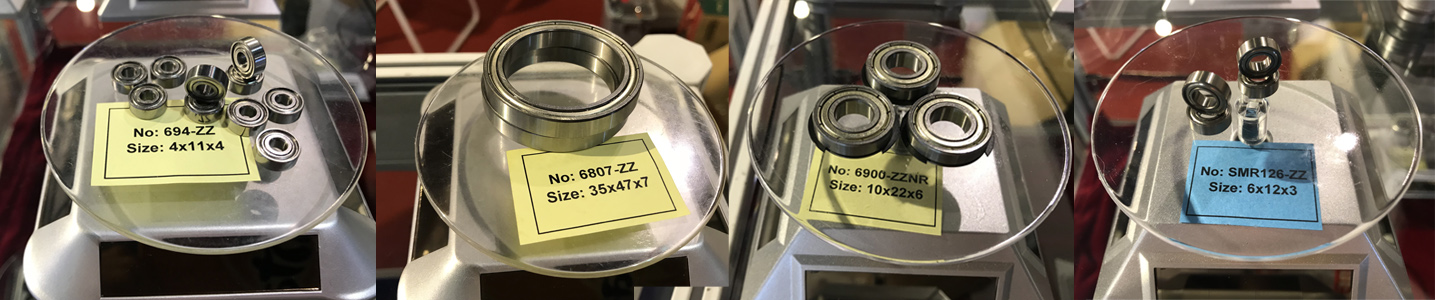 No: 694-ZZ
Size: 4x11x4
No: 6807-ZZ
Size: 35x47x7
No: 6900-ZZNR
Size: 10x22x6
No: SMR126-ZZ
Size: 6x12x3